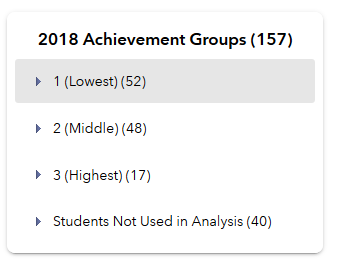 2018 Achievement Groups (157)
1 (Lowest) (52)
2 (Middle) (48)
3 (Highest) (17)
Students Not Used in Analysis (40)